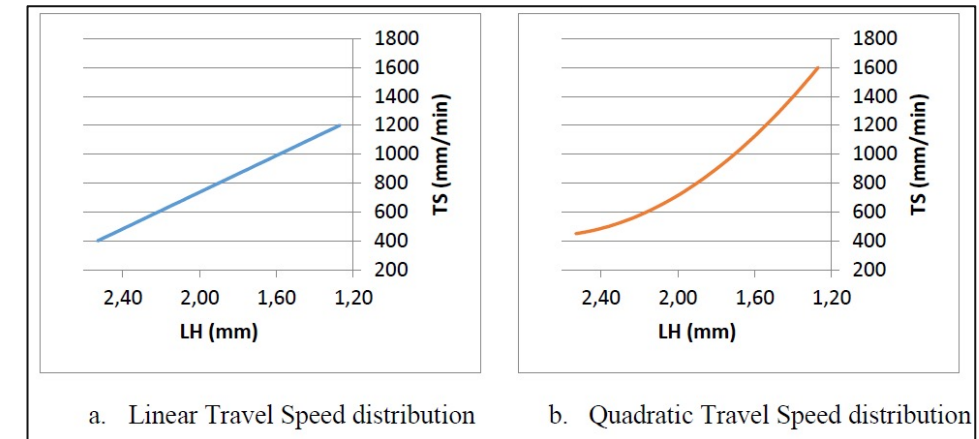 1800
1600
1400
1200
1000
800
600
400
200
TS (mm/min)
2,40 2,00 1,60 1,20
LH (mm)
a. Linear Travel Speed distribution
1800
1600
1400
1200
1000
800
600
400
200
TS (mm/min)
2,40 2,00 1,60 1,20
LH (mm)
b. Quadratic Travel Speed distribution